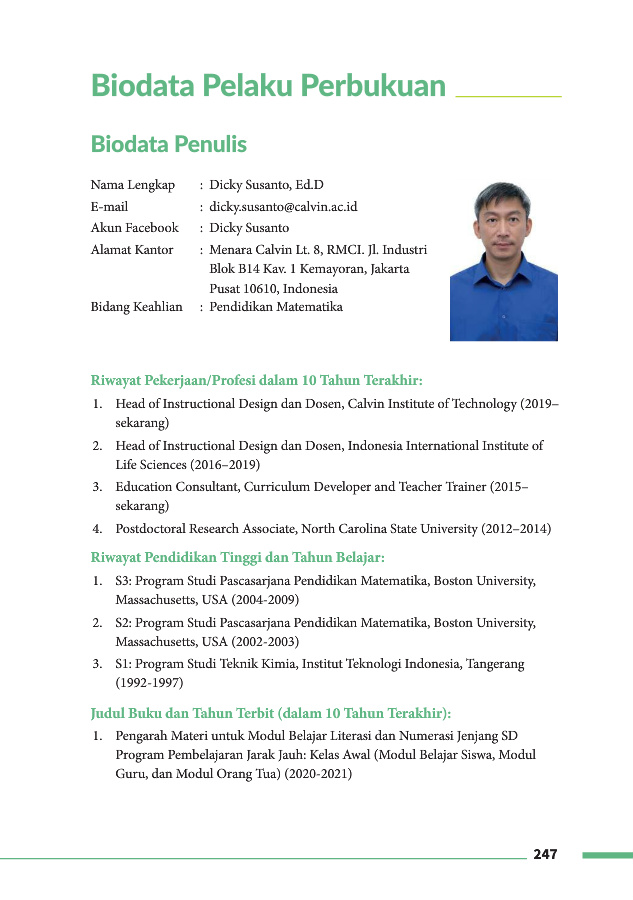 Biodata Pelaku Perbukuan
Biodata Penulis
Nama Lengkap : Dicky Susanto, Ed.D
E-mail : dicky.susanto@calvin.ac.id
Akun Facebook : Dicky Susanto
Alamat Kantor : Menara Calvin Lt. 8, RMCI. Jl. Industri
Blok B14 Kav. 1 Kemayoran, Jakarta
Pusat 10610, Indonesia
Bidang Keahlian : Pendidikan Matematika
Riwayat Pekerjaan/Profesi dalam 10 Tahun Terakhir:
1. Head of Instructional Design dan Dosen, Calvin Institute of Technology (2019–
sekarang)
2. Head of Instructional Design dan Dosen, Indonesia International Institute of
Life Sciences (2016–2019)
3. Education Consultant, Curriculum Developer and Teacher Trainer (2015–
sekarang)
4. Postdoctoral Research Associate, North Carolina State University (2012–2014)
Riwayat Pendidikan Tinggi dan Tahun Belajar:
1. S3: Program Studi Pascasarjana Pendidikan Matematika, Boston University,
Massachusetts, USA (2004-2009)
2. S2: Program Studi Pascasarjana Pendidikan Matematika, Boston University,
Massachusetts, USA (2002-2003)
3. S1: Program Studi Teknik Kimia, Institut Teknologi Indonesia, Tangerang
(1992-1997)
Judul Buku dan Tahun Terbit (dalam 10 Tahun Terakhir):
1. Pengarah Materi untuk Modul Belajar Literasi dan Numerasi Jenjang SD
Program Pembelajaran Jarak Jauh: Kelas Awal (Modul Belajar Siswa, Modul
Guru, dan Modul Orang Tua) (2020-2021)
247